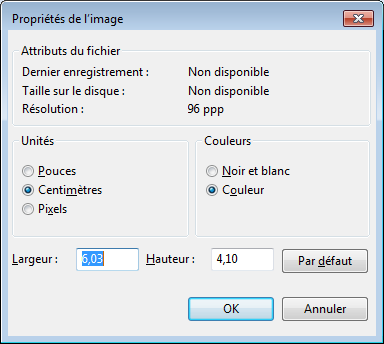 Propriétés de l'image
Attributs du fichier
Dernier enregistrement : Non disponible
Taille sur le disque : Non disponible
Résolution : 96 ppp
Unités
Pouces
Centimètres
Pixels
Couleurs
Noir et blanc
Couleur
Largeur : 6,03 Hauteur : 4,10 Par défaut
OK Annuler